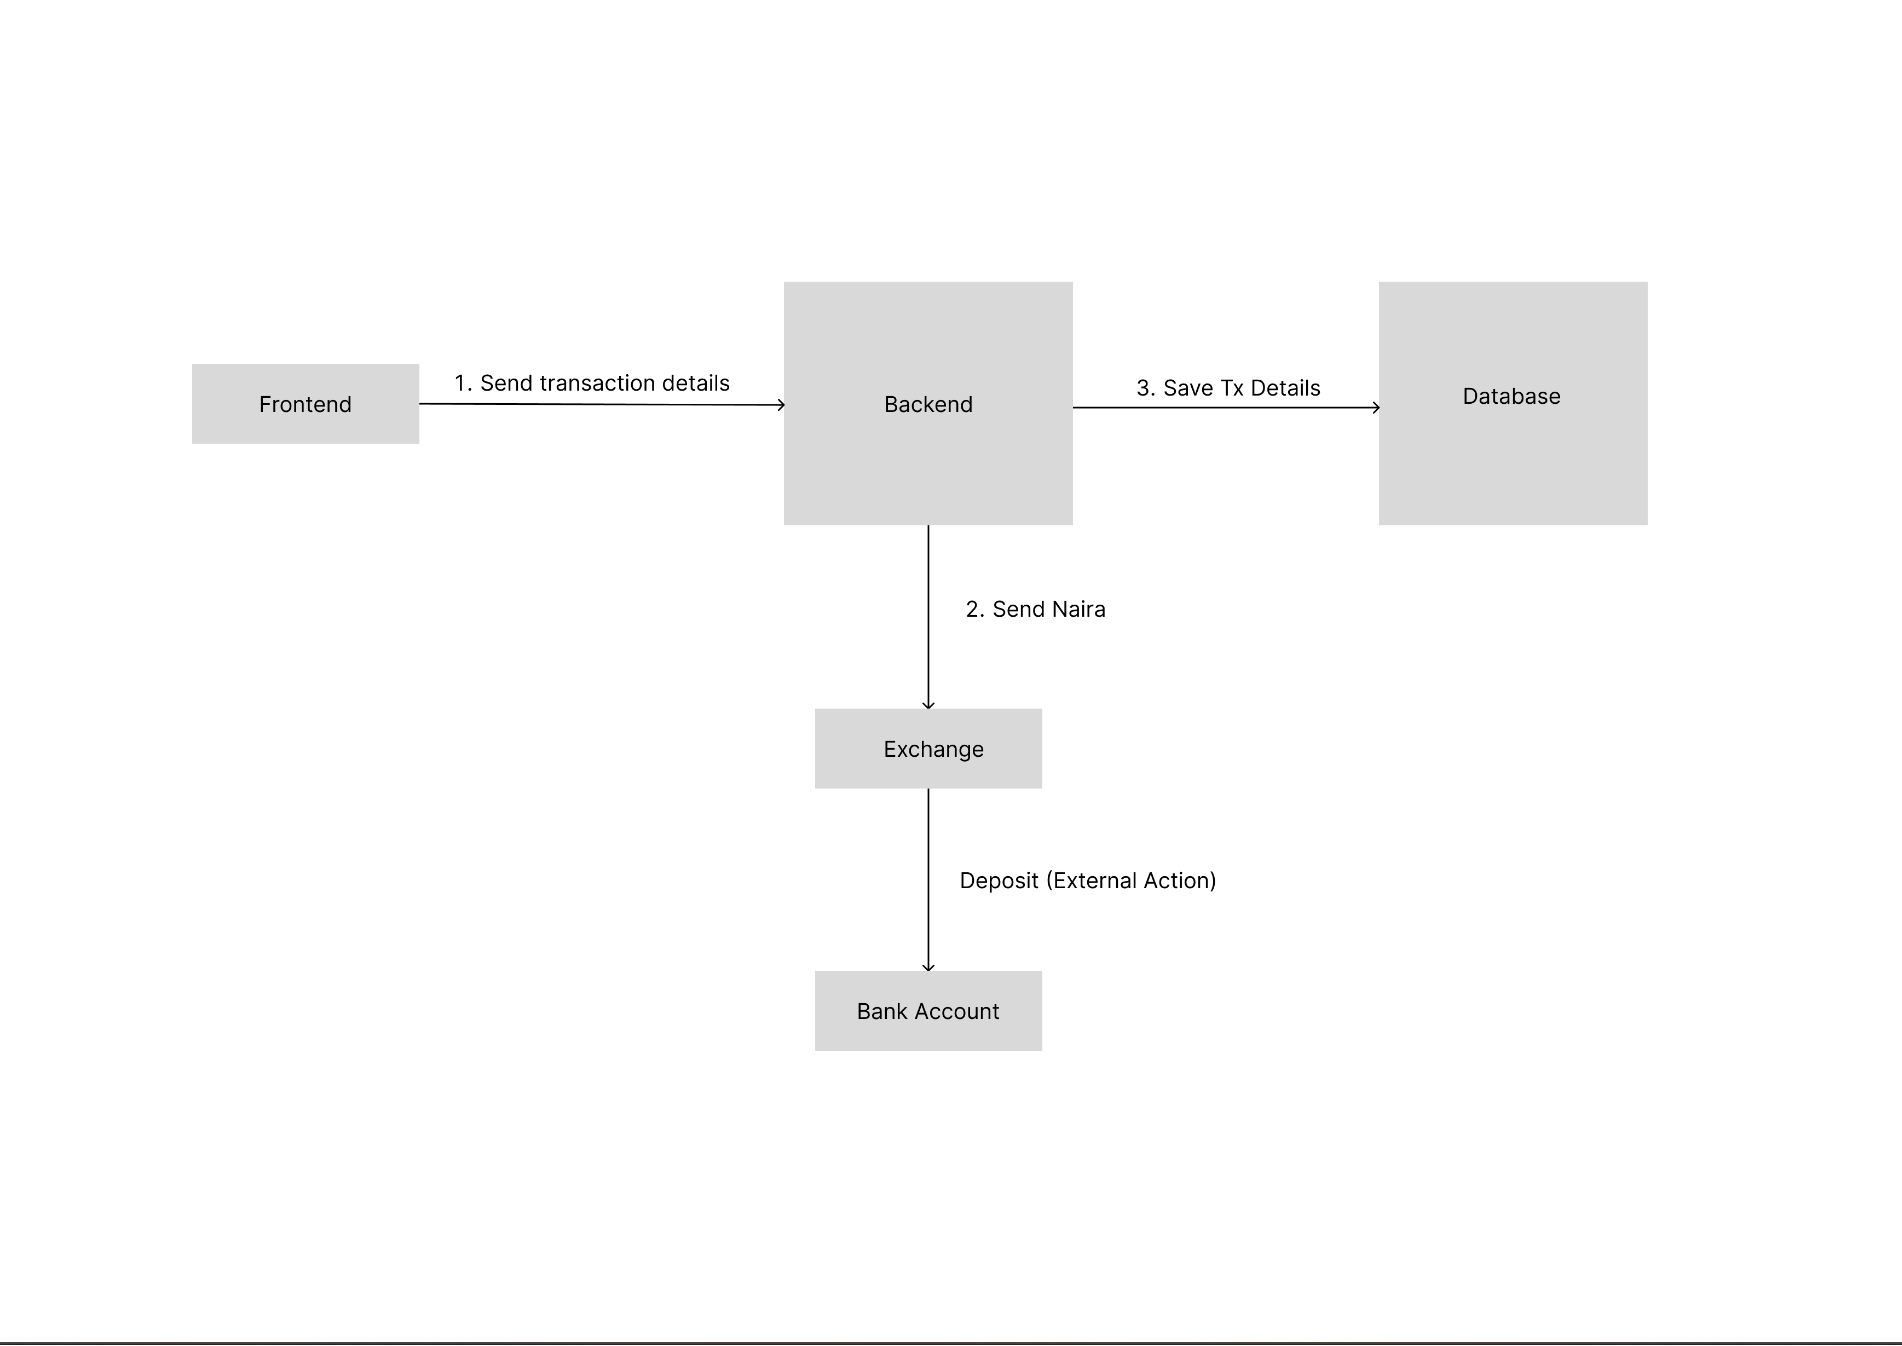 1. Send transaction details
Frontend
Backend
3. Save Tx Details
Database
2. Send Naira
Exchange
Deposit (External Action)
Bank Account